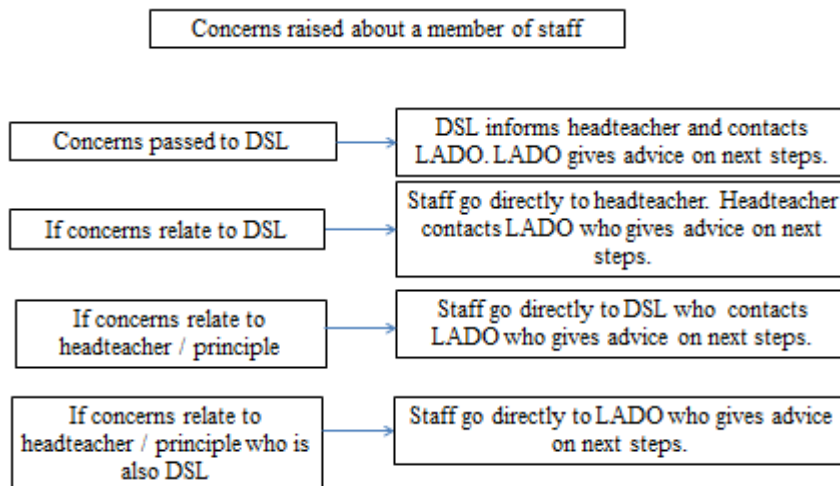 Concerns raised about a member of staff
Concerns passed to DSL
DSL informs headteacher and contacts
LADO. LADO gives advice on next steps.
If concerns relate to DSL
Staff go directly to headteacher. Headteacher
contacts LADO who gives advice on next
steps.
If concerns relate to
headteacher / principle
Staff go directly to DSL who contacts
LADO who gives advice on next steps.
If concerns relate to
headteacher / principle who is
also DSL
Staff go directly to LADO who gives advice
on next steps.